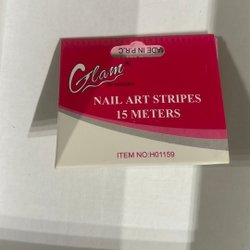 MADE IN P.R.C
Glam
NAIL ART STRIPES
15 METERS
ITEM NO:H01159